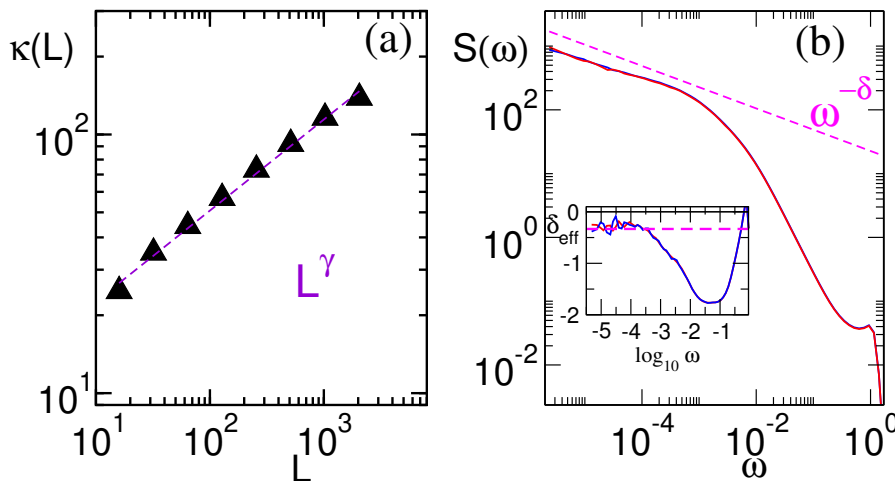 κ(L)
(a)
10²
10¹
L^γ
10¹ 10² 10³
L
S(ω)
(b)
10²
10⁰
10⁻²
ω^−δ
δ_eff
0
-1
-2
-5 -4 -3 -2 -1
log₁₀ ω
10⁻⁴ 10⁻² 10⁰
ω